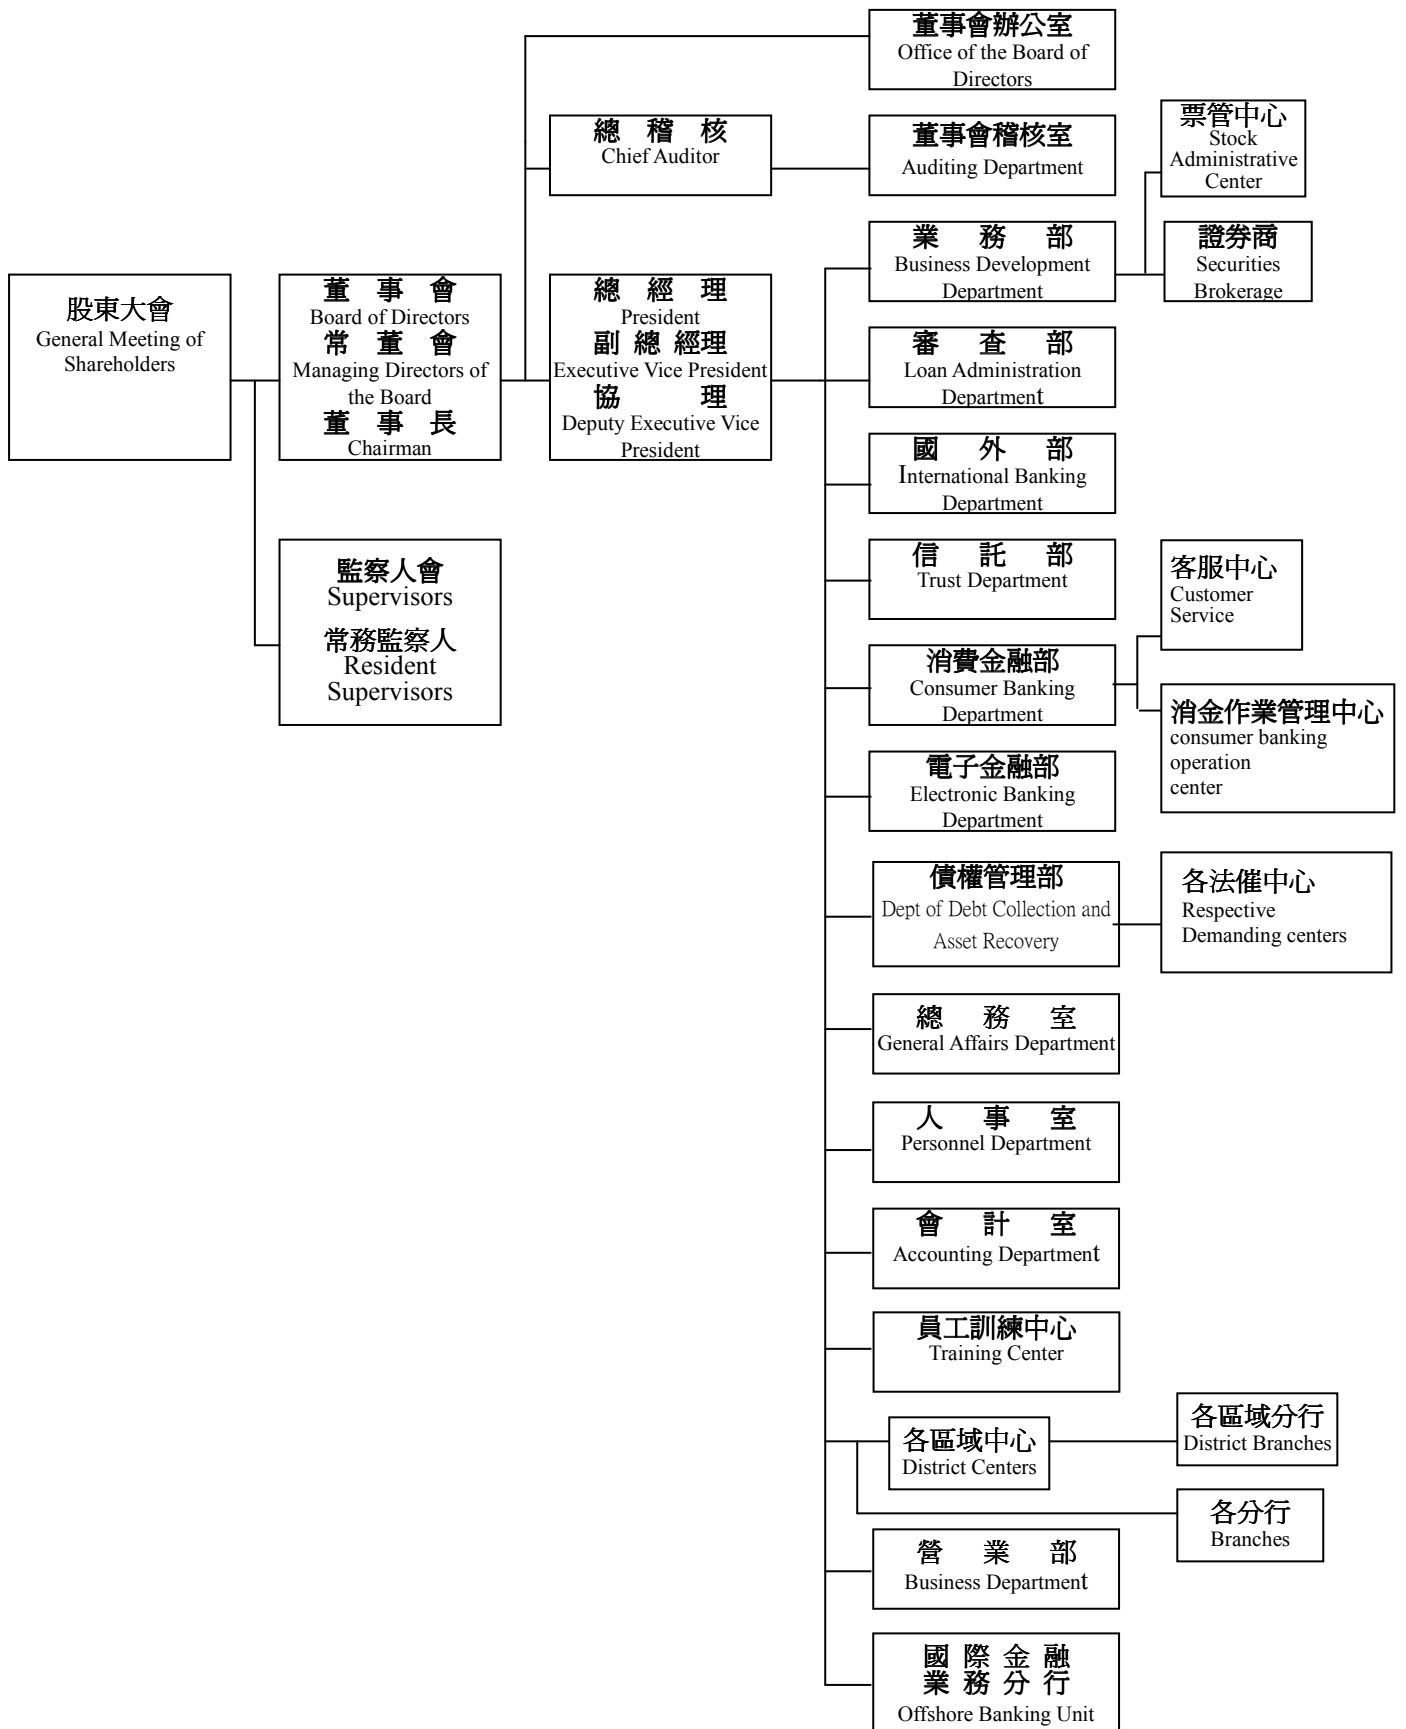 董事會辦公室
Office of the Board of
Directors
總稽核
Chief Auditor
董事會稽核室
Auditing Department
票管中心
Stock
Administrative
Center
業務部
Business Development
Department
證券商
Securities
Brokerage
股東大會
General Meeting of
Shareholders
董事會
Board of Directors
常董會
Managing Directors of
the Board
董事長
Chairman
總經理
President
副總經理
Executive Vice President
協理
Deputy Executive Vice
President
審查部
Loan Administration
Department
國外部
International Banking
Department
監察人會
Supervisors
常務監察人
Resident
Supervisors
信託部
Trust Department
客服中心
Customer
Service
消費金融部
Consumer Banking
Department
消金作業管理中心
consumer banking
operation
center
電子金融部
Electronic Banking
Department
債權管理部
Dept of Debt Collection and
Asset Recovery
各法催中心
Respective
Demanding centers
總務室
General Affairs Department
人事室
Personnel Department
會計室
Accounting Department
員工訓練中心
Training Center
各區域中心
District Centers
各區域分行
District Branches
各分行
Branches
營業部
Business Department
國際金融
業務分行
Offshore Banking Unit